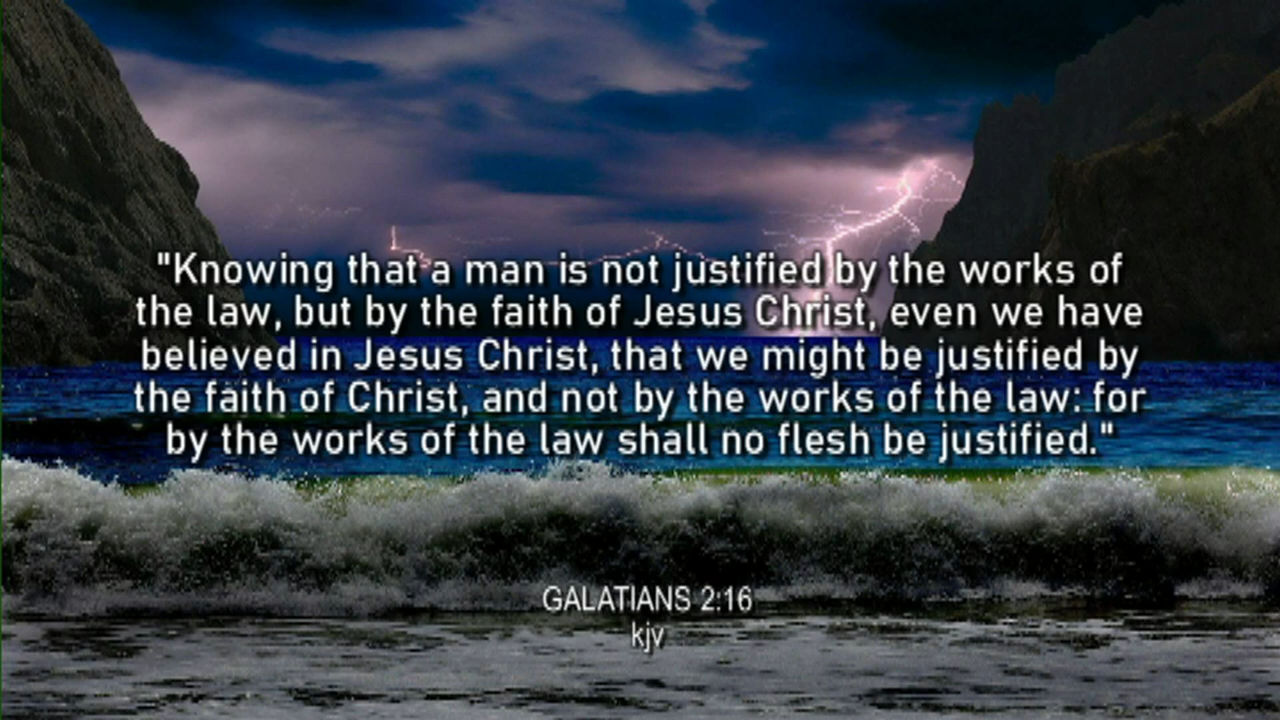 "Knowing that a man is not justified by the works of
the law, but by the faith of Jesus Christ, even we have
believed in Jesus Christ, that we might be justified by
the faith of Christ, and not by the works of the law: for
by the works of the law shall no flesh be justified."
GALATIANS 2:16
kjv